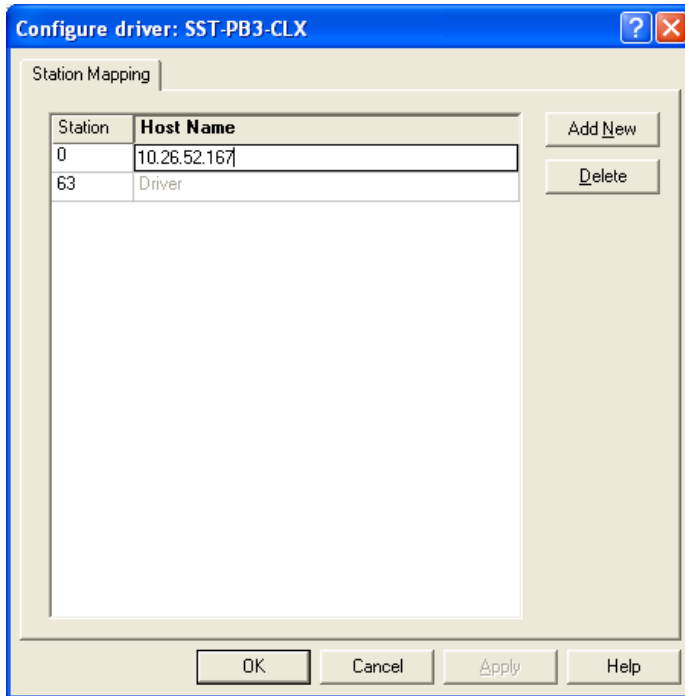 Configure driver: SST-PB3-CLX
Station Mapping
Station Host Name
0 10.26.52.167
63 Driver
Add New
Delete
OK Cancel Apply Help